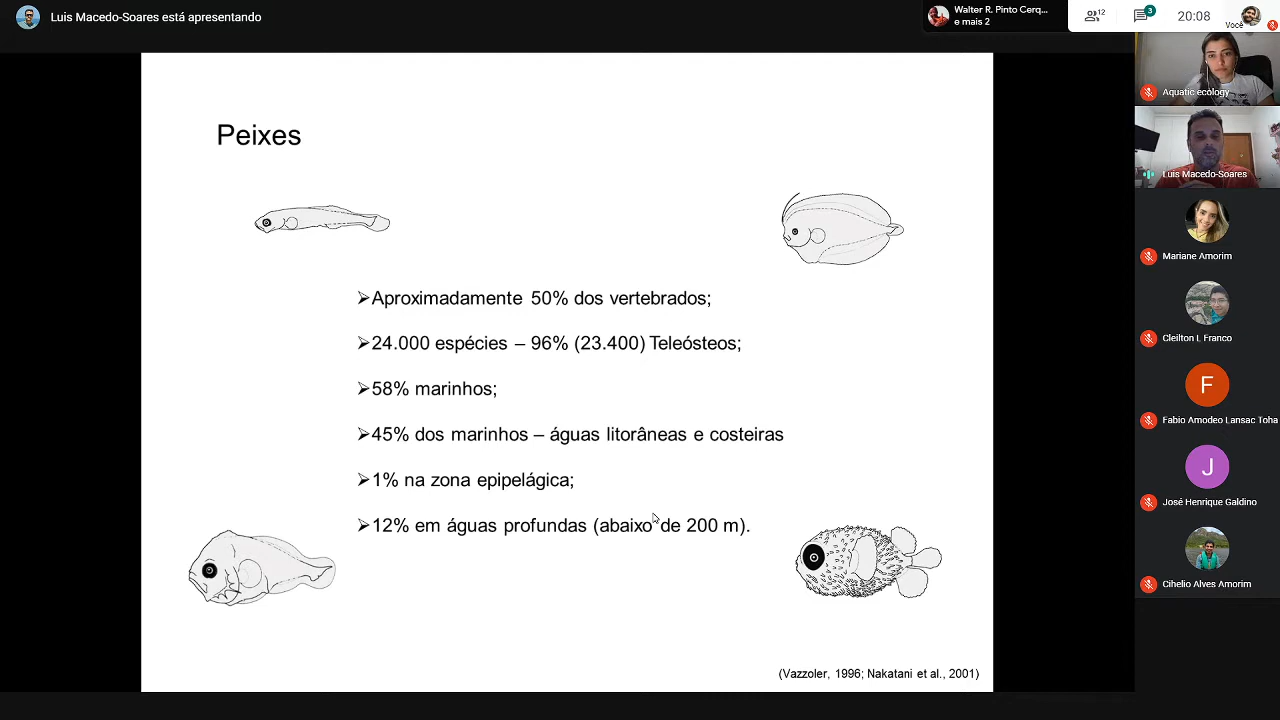 Luis Macedo-Soares está apresentando
Walter R. Pinto Cerq...
e mais 2
12
3
20:08
Você
Peixes
➢Aproximadamente 50% dos vertebrados;
➢24.000 espécies – 96% (23.400) Teleósteos;
➢58% marinhos;
➢45% dos marinhos – águas litorâneas e costeiras
➢1% na zona epipelágica;
➢12% em águas profundas (abaixo de 200 m).
(Vazzoler, 1996; Nakatani et al., 2001)
Aquatic ecology
Luis Macedo-Soares
Mariane Amorim
Cleilton L Franco
F
Fabio Amodeo Lansac Toha
J
José Henrique Galdino
Cihelio Alves Amorim